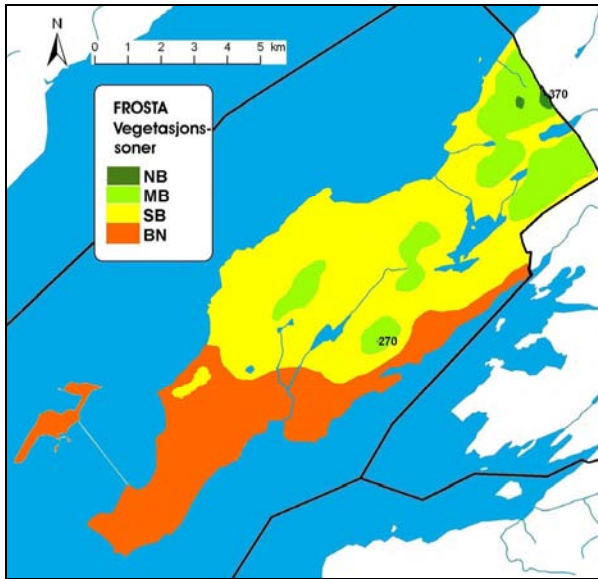 N
0 1 2 3 4 5 km
FROSTA
Vegetasjons-
soner
NB
MB
SB
BN
370
270